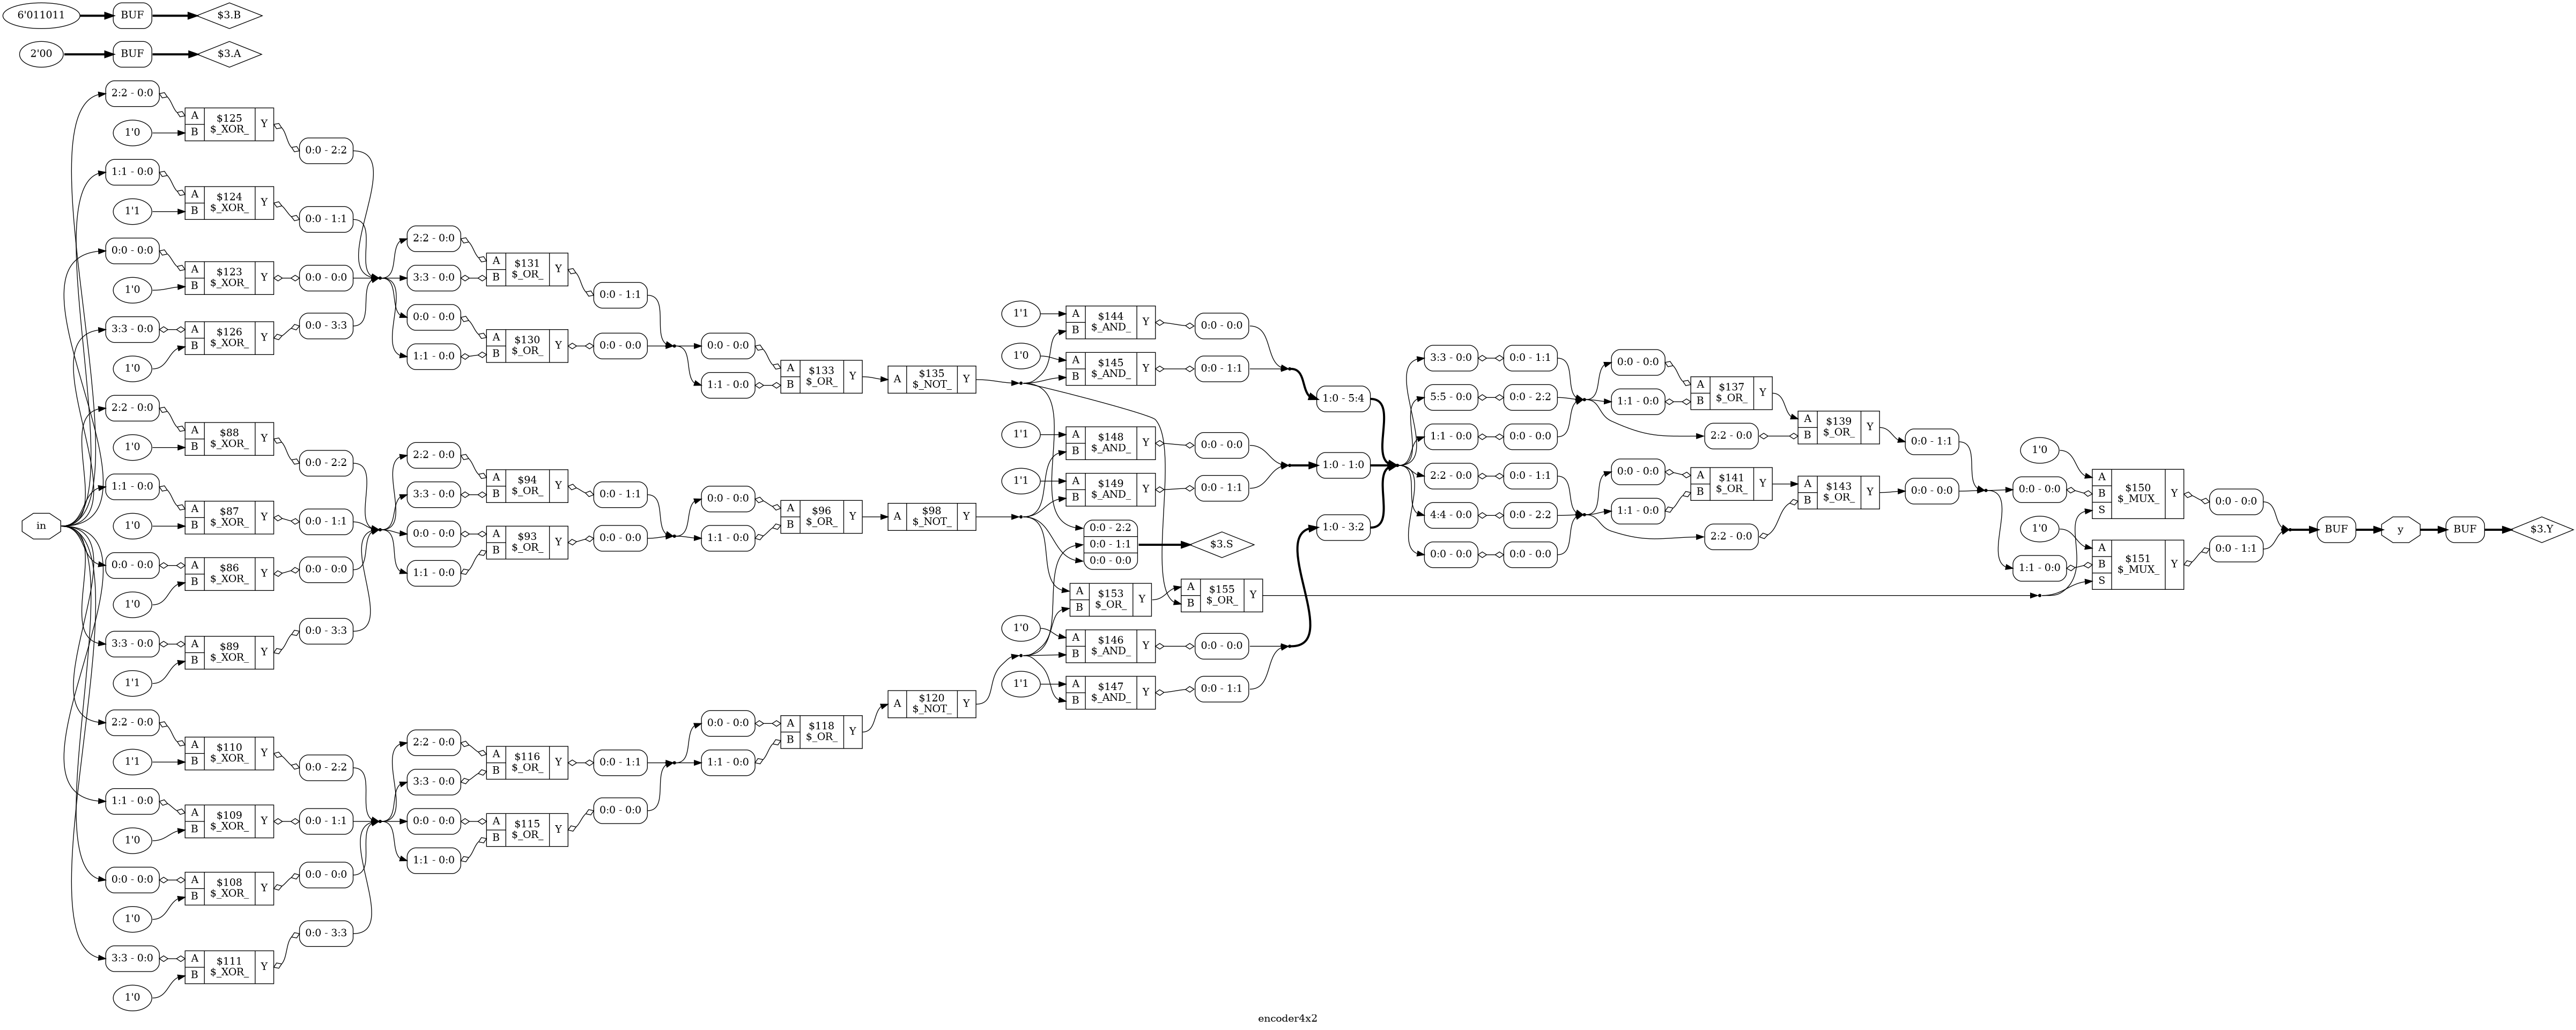 6'011011
BUF
$3.B
2'00
BUF
$3.A
2:2 - 0:0
1'0
A
B
$125
$_XOR_
Y
0:0 - 2:2
1:1 - 0:0
1'1
A
B
$124
$_XOR_
Y
0:0 - 1:1
0:0 - 0:0
1'0
A
B
$123
$_XOR_
Y
0:0 - 0:0
3:3 - 0:0
1'0
A
B
$126
$_XOR_
Y
0:0 - 3:3
2:2 - 0:0
1'0
A
B
$88
$_XOR_
Y
0:0 - 2:2
in
1:1 - 0:0
1'0
A
B
$87
$_XOR_
Y
0:0 - 1:1
0:0 - 0:0
1'0
A
B
$86
$_XOR_
Y
0:0 - 0:0
3:3 - 0:0
1'1
A
B
$89
$_XOR_
Y
0:0 - 3:3
2:2 - 0:0
1'1
A
B
$110
$_XOR_
Y
0:0 - 2:2
1:1 - 0:0
1'0
A
B
$109
$_XOR_
Y
0:0 - 1:1
0:0 - 0:0
1'0
A
B
$108
$_XOR_
Y
0:0 - 0:0
3:3 - 0:0
1'0
A
B
$111
$_XOR_
Y
0:0 - 3:3
2:2 - 0:0
3:3 - 0:0
A
B
$131
$_OR_
Y
0:0 - 1:1
0:0 - 0:0
1:1 - 0:0
A
B
$130
$_OR_
Y
0:0 - 0:0
2:2 - 0:0
3:3 - 0:0
A
B
$94
$_OR_
Y
0:0 - 1:1
0:0 - 0:0
1:1 - 0:0
A
B
$93
$_OR_
Y
0:0 - 0:0
2:2 - 0:0
3:3 - 0:0
A
B
$116
$_OR_
Y
0:0 - 1:1
0:0 - 0:0
1:1 - 0:0
A
B
$115
$_OR_
Y
0:0 - 0:0
0:0 - 0:0
1:1 - 0:0
A
B
$133
$_OR_
Y
A
$135
$_NOT_
Y
0:0 - 0:0
1:1 - 0:0
A
B
$96
$_OR_
Y
A
$98
$_NOT_
Y
0:0 - 0:0
1:1 - 0:0
A
B
$118
$_OR_
Y
A
$120
$_NOT_
Y
1'1
A
B
$144
$_AND_
Y
0:0 - 0:0
1'0
A
B
$145
$_AND_
Y
0:0 - 1:1
1'1
A
B
$148
$_AND_
Y
0:0 - 0:0
1'1
A
B
$149
$_AND_
Y
0:0 - 1:1
0:0 - 2:2
0:0 - 1:1
0:0 - 0:0
$3.S
A
B
$153
$_OR_
Y
A
B
$155
$_OR_
Y
1'0
A
B
$146
$_AND_
Y
0:0 - 0:0
1'1
A
B
$147
$_AND_
Y
0:0 - 1:1
1:0 - 5:4
1:0 - 1:0
1:0 - 3:2
3:3 - 0:0
0:0 - 1:1
5:5 - 0:0
0:0 - 2:2
1:1 - 0:0
0:0 - 0:0
2:2 - 0:0
0:0 - 1:1
4:4 - 0:0
0:0 - 2:2
0:0 - 0:0
0:0 - 0:0
0:0 - 0:0
1:1 - 0:0
A
B
$137
$_OR_
Y
2:2 - 0:0
A
B
$139
$_OR_
Y
0:0 - 1:1
0:0 - 0:0
1:1 - 0:0
A
B
$141
$_OR_
Y
2:2 - 0:0
A
B
$143
$_OR_
Y
0:0 - 0:0
1'0
0:0 - 0:0
A
B
S
$150
$_MUX_
Y
0:0 - 0:0
1'0
1:1 - 0:0
A
B
S
$151
$_MUX_
Y
0:0 - 1:1
BUF
y
BUF
$3.Y
encoder4x2